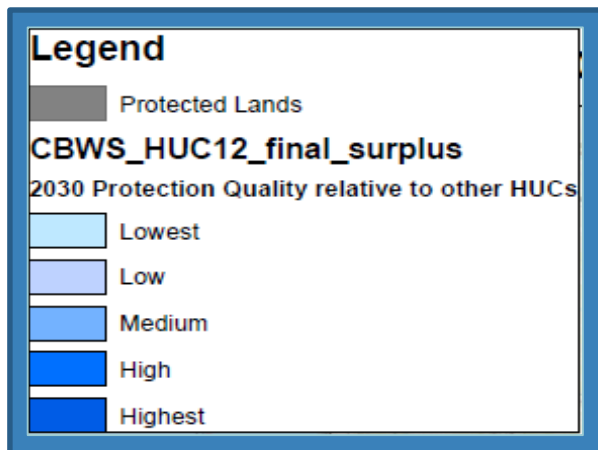 Legend
Protected Lands
CBWS_HUC12_final_surplus
2030 Protection Quality relative to other HUCs
Lowest
Low
Medium
High
Highest